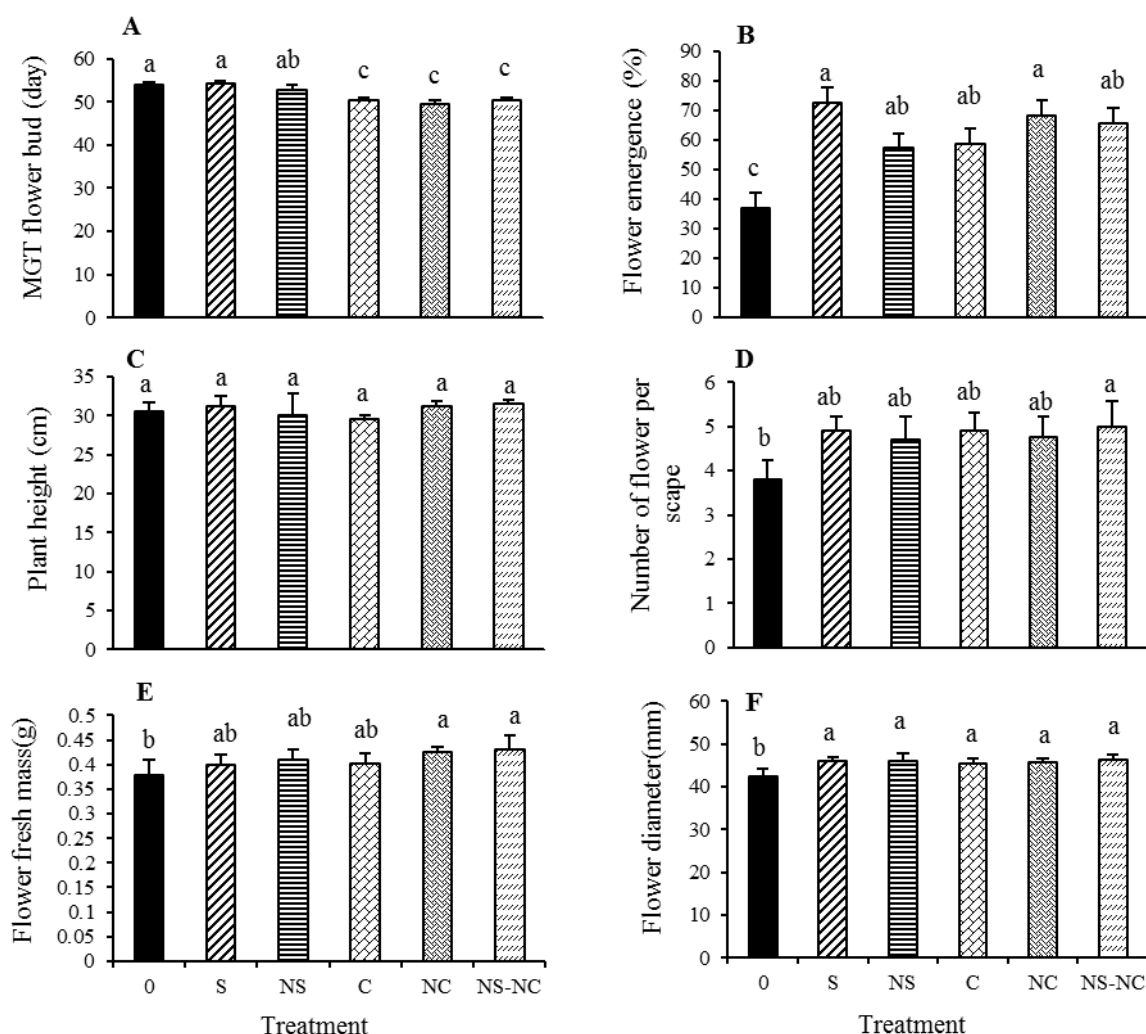 A
MGT flower bud (day)
60
50
40
30
20
10
0
a a ab c c c
B
Flower emergence (%)
90
80
70
60
50
40
30
20
10
0
c a ab ab a ab
C
Plant height (cm)
35
30
25
20
15
10
5
0
a a a a a a
D
Number of flower per
scape
6
5
4
3
2
1
0
b ab ab ab ab a
E
Flower fresh mass(g)
0.5
0.45
0.4
0.35
0.3
0.25
0.2
0.15
0.1
0.05
0
b ab ab ab a a
0 S NS C NC NS-NC
Treatment
F
Flower diameter(mm)
60
50
40
30
20
10
0
b a a a a a
0 S NS C NC NS-NC
Treatment